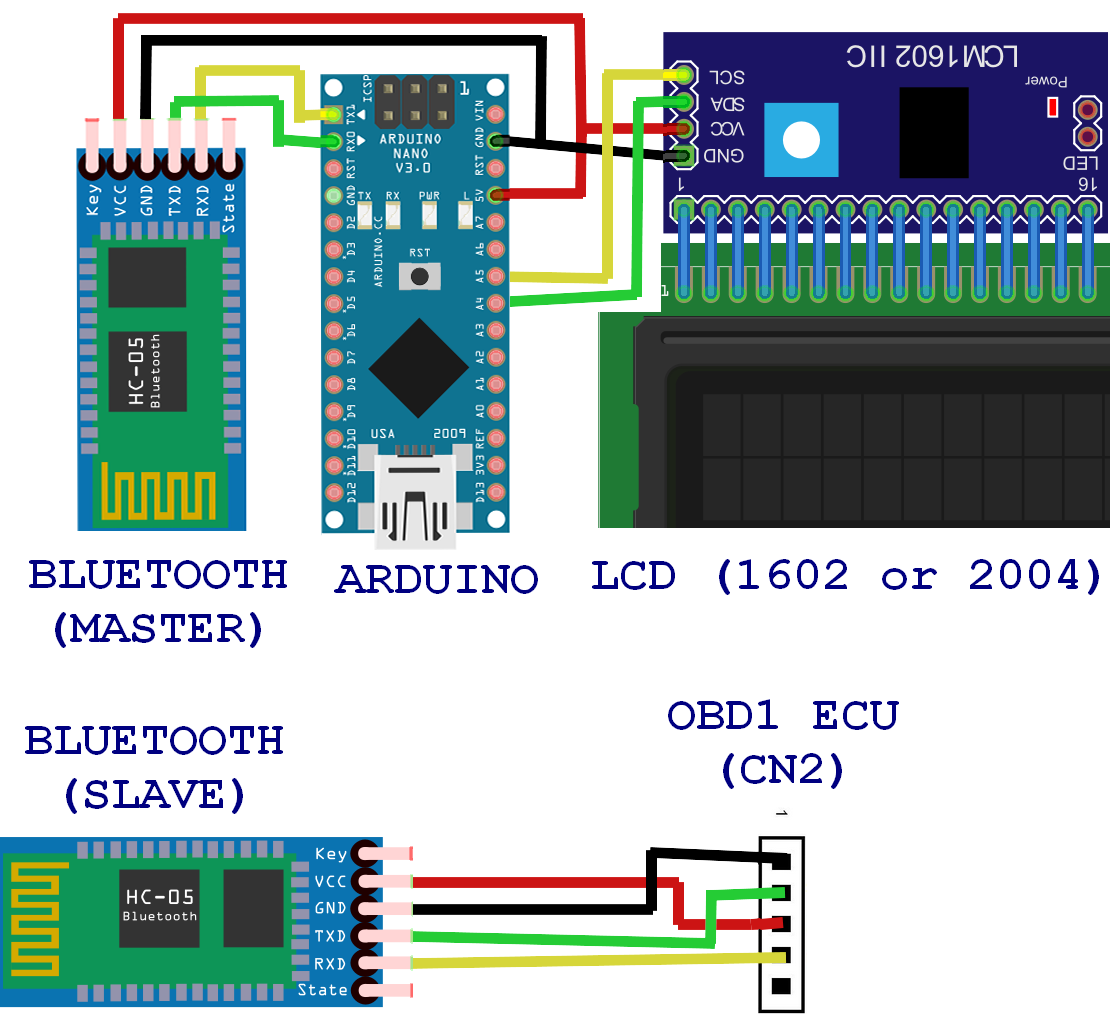 LCM1602 IIC
SCL
SDA
VCC
GND
Power
LED
1
16
1
ICSP
1
TX1
RX0
RST
GND
D2
D3
D4
D5
D6
D7
D8
D9
D10
D11
D12
VIN
GND
RST
5V
A7
A6
A5
A4
A3
A2
A1
A0
REF
3V3
D13
ARDUINO
NANO
V3.0
TX RX PWR L
ARDUINO.CC
RST
USA 2009
Key
VCC
GND
TXD
RXD
State
HC-05
Bluetooth
BLUETOOTH
(MASTER)
ARDUINO
LCD (1602 or 2004)
BLUETOOTH
(SLAVE)
OBD1 ECU
(CN2)
1
HC-05
Bluetooth
Key
VCC
GND
TXD
RXD
State